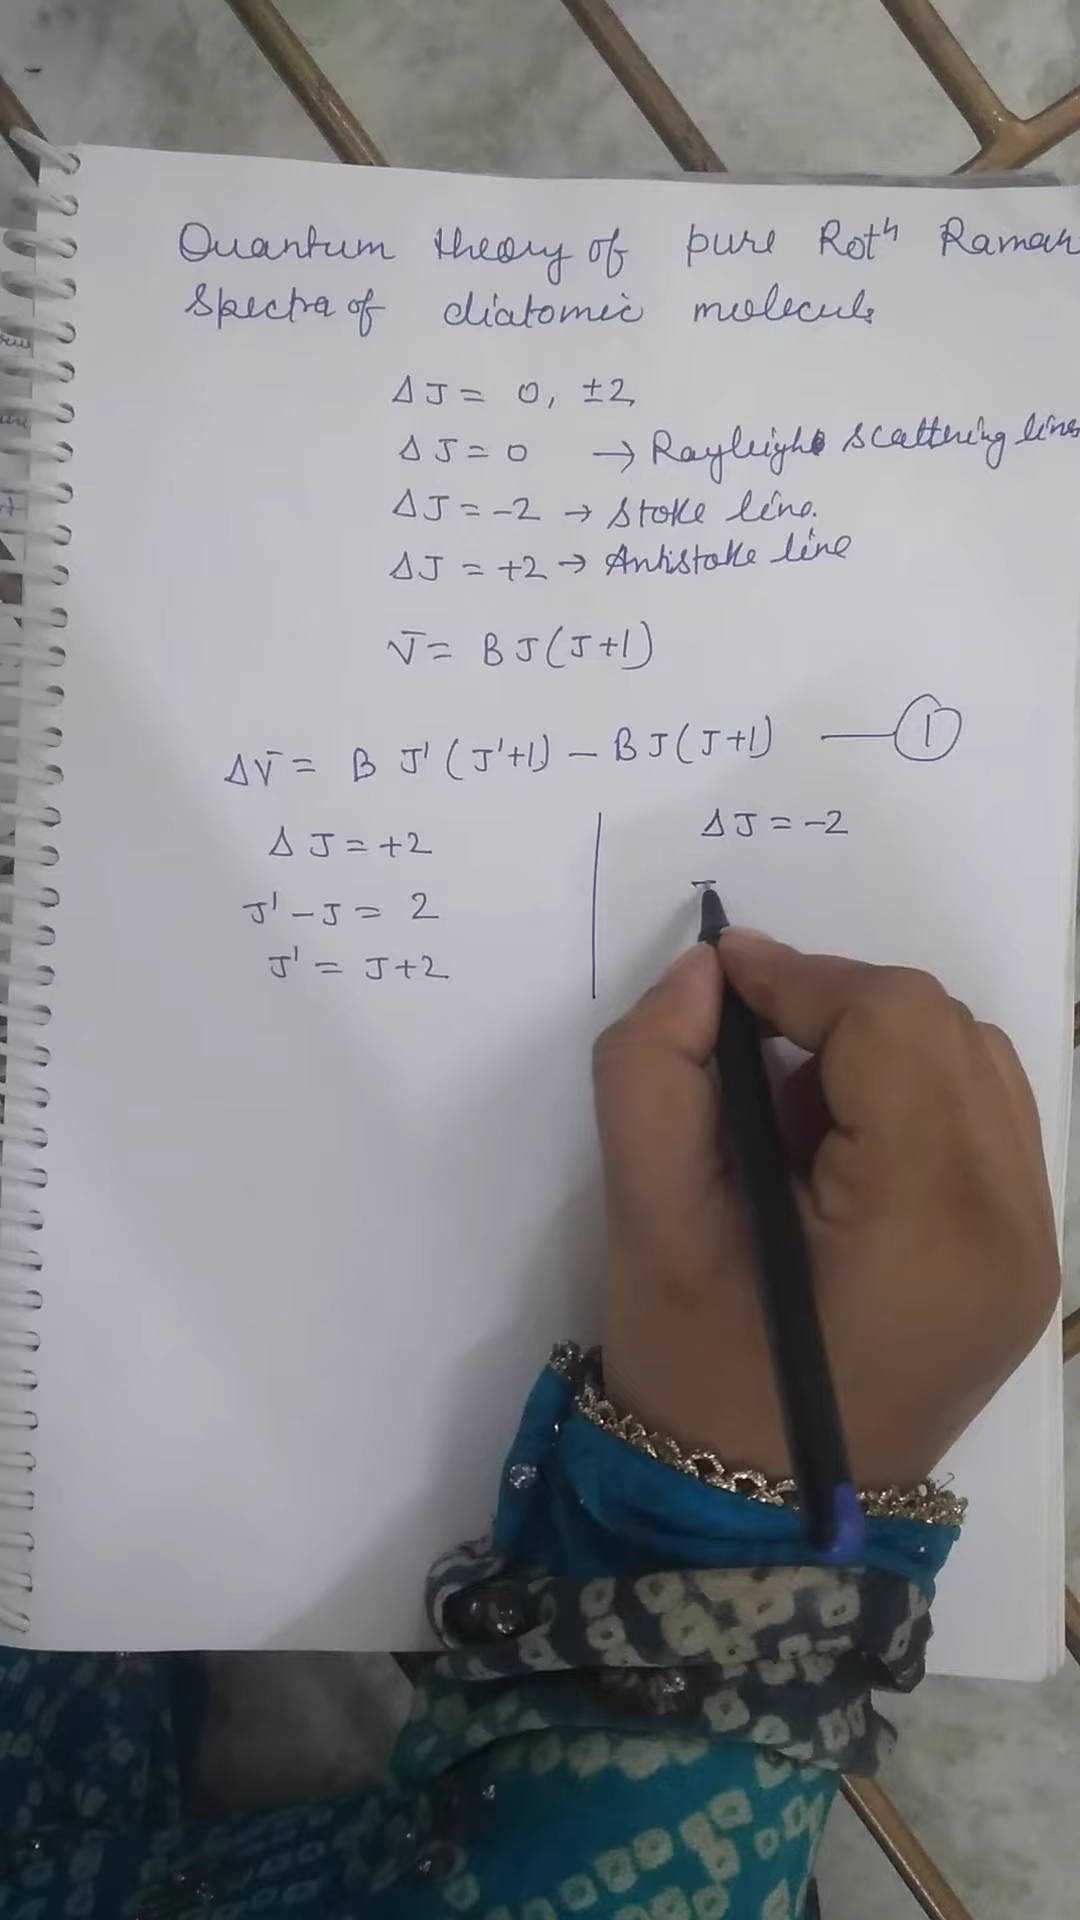 Quantum theory of pure Rotⁿ Raman
Spectra of diatomic molecule
ΔJ = 0, ±2
ΔJ = 0 → Rayleigh scattering line
ΔJ = -2 → Stoke line.
ΔJ = +2 → Antistoke line
ν̅ = BJ(J+1)
Δν̅ = B J'(J'+1) - BJ(J+1) — 1
ΔJ = +2
J' - J = 2
J' = J+2
ΔJ = -2